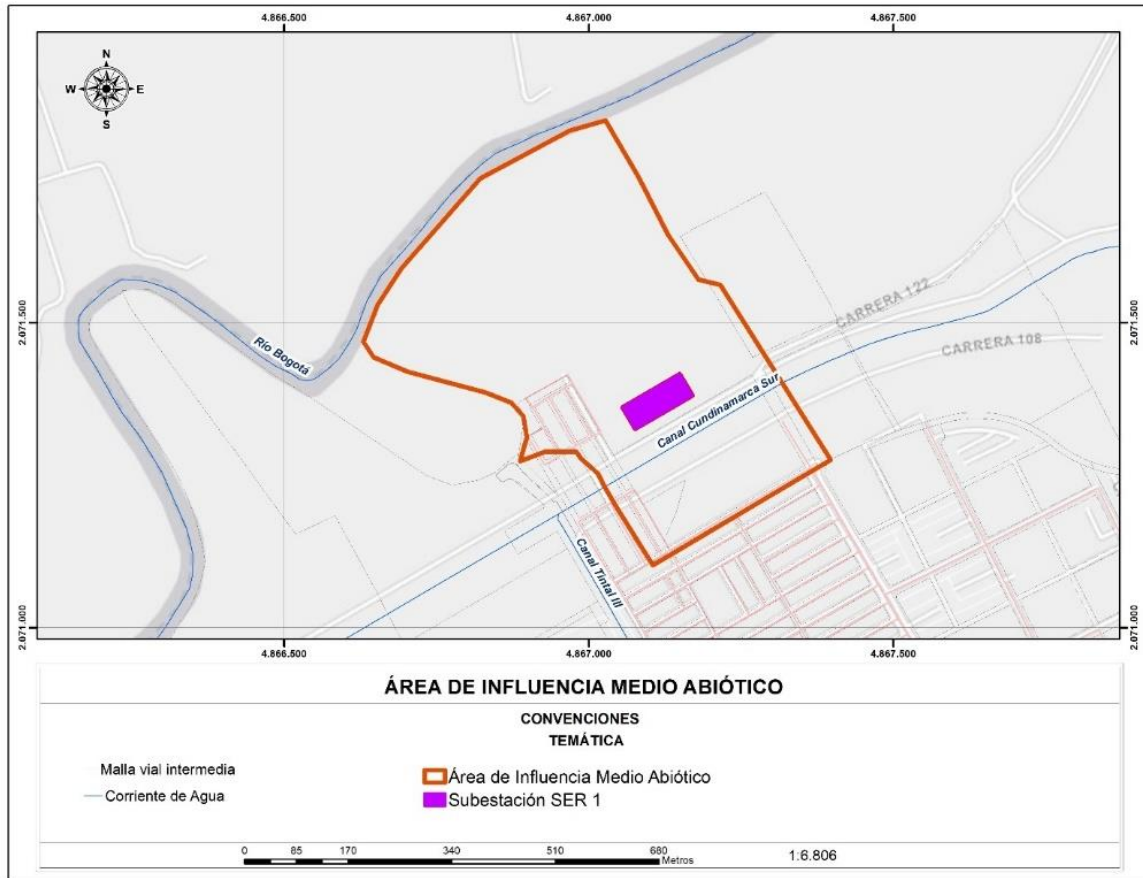 4.866.500 4.867.000 4.867.500
N
W E
S
CARRERA 122
2.071.500 2.071.500
CARRERA 108
Río Bogotá
Canal Cundinamarca Sur
Canal Tintal III
2.071.000 2.071.000
4.866.500 4.867.000 4.867.500
ÁREA DE INFLUENCIA MEDIO ABIÓTICO
CONVENCIONES
TEMÁTICA
Malla vial intermedia
Corriente de Agua
Área de Influencia Medio Abiótico
Subestación SER 1
0 85 170 340 510 680
Metros
1:6.806